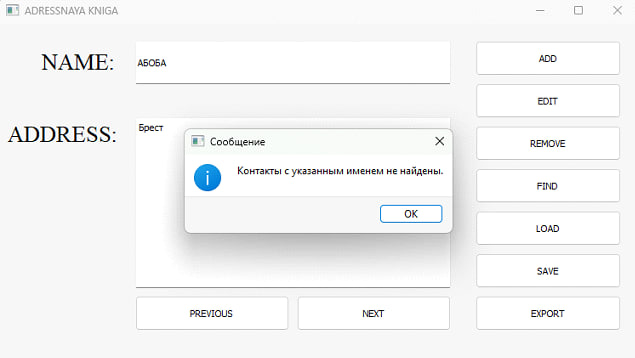 ADRESSNAYA KNIGA
NAME:
АБОБА
ADD
EDIT
ADDRESS:
Брест
Сообщение
Контакты с указанным именем не найдены.
OK
REMOVE
FIND
LOAD
SAVE
PREVIOUS
NEXT
EXPORT